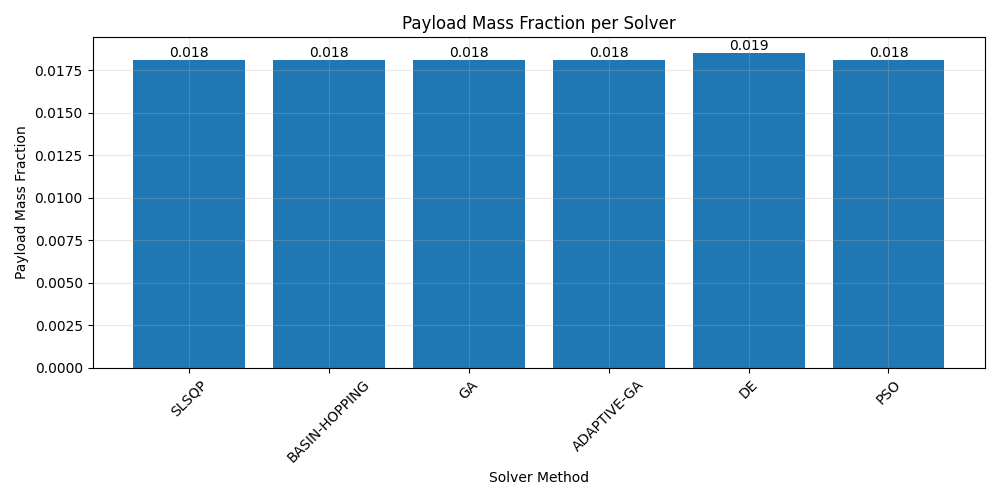 Payload Mass Fraction per Solver
0.018 0.018 0.018 0.018 0.019 0.018
Payload Mass Fraction
0.0175
0.0150
0.0125
0.0100
0.0075
0.0050
0.0025
0.0000
SLSQP BASIN-HOPPING GA ADAPTIVE-GA DE PSO
Solver Method